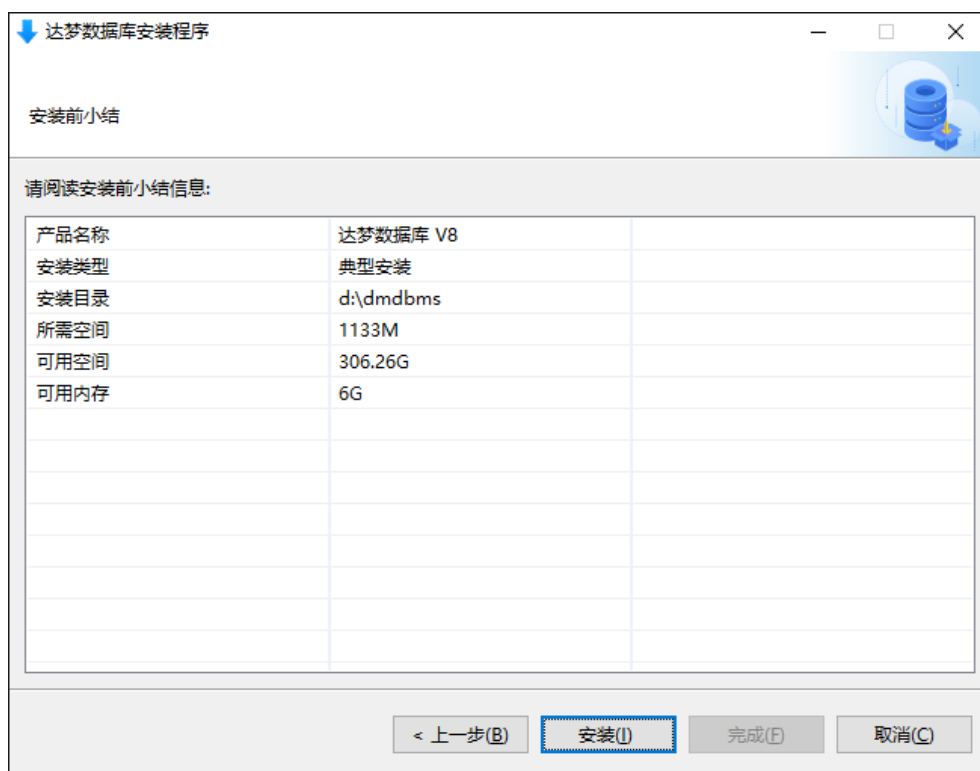 达梦数据库安装程序
安装前小结
请阅读安装前小结信息:
产品名称 达梦数据库 V8
安装类型 典型安装
安装目录 d:\dmdbms
所需空间 1133M
可用空间 306.26G
可用内存 6G
< 上一步(B) 安装(I) 完成(F) 取消(C)